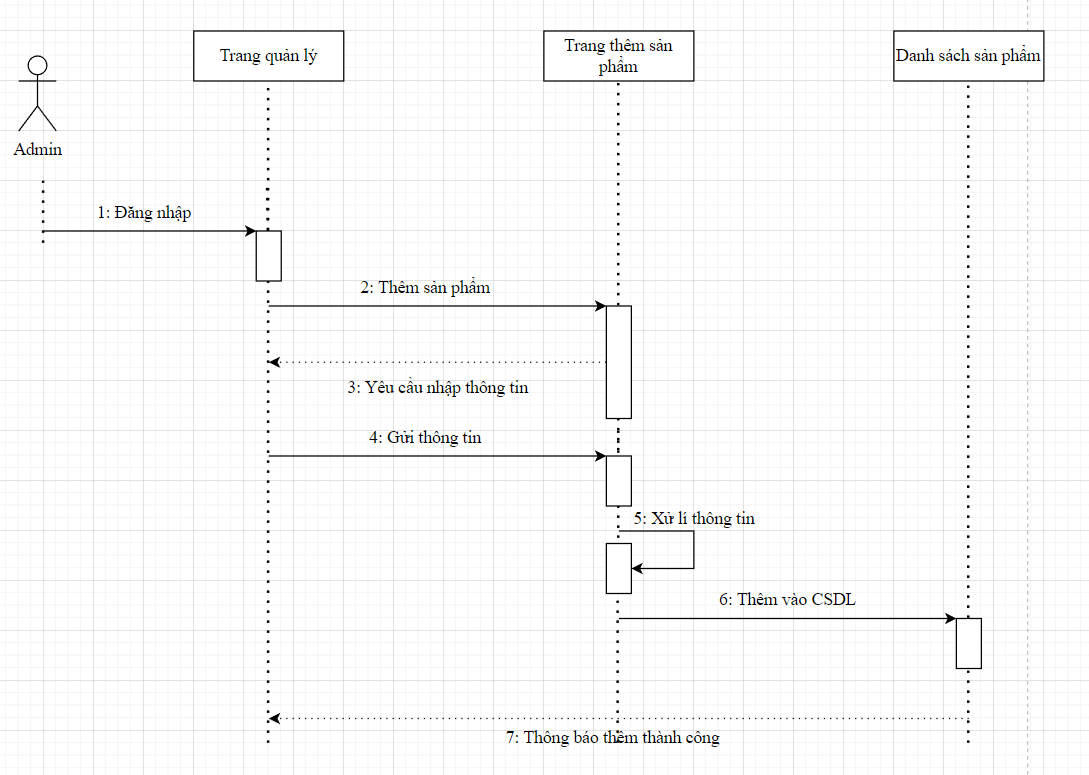 Trang quản lý
Trang thêm sản
phẩm
Danh sách sản phẩm
Admin
1: Đăng nhập
2: Thêm sản phẩm
3: Yêu cầu nhập thông tin
4: Gửi thông tin
5: Xử lí thông tin
6: Thêm vào CSDL
7: Thông báo thêm thành công